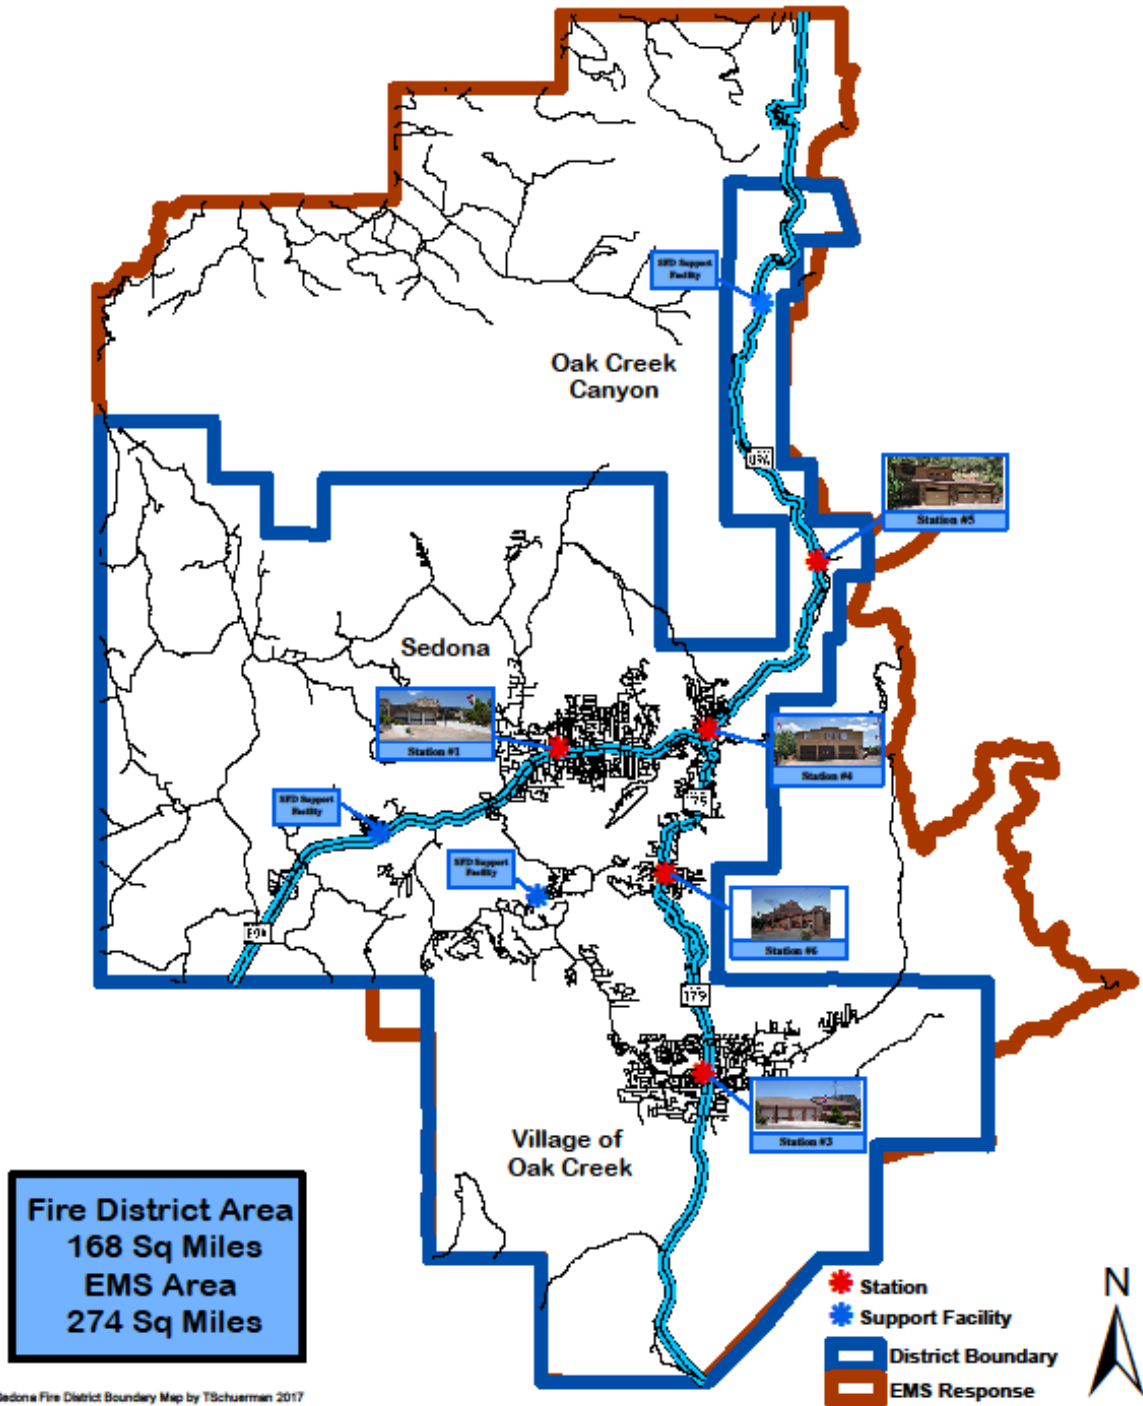 SFD Support
Facility
Oak Creek
Canyon
89A
Station #5
Sedona
Station #1
Station #4
SFD Support
Facility
179
SFD Support
Facility
89A
Station #6
179
Station #3
Village of
Oak Creek
Fire District Area
168 Sq Miles
EMS Area
274 Sq Miles
Station
Support Facility
District Boundary
EMS Response
N
Sedona Fire District Boundary Map by TSchuerman 2017